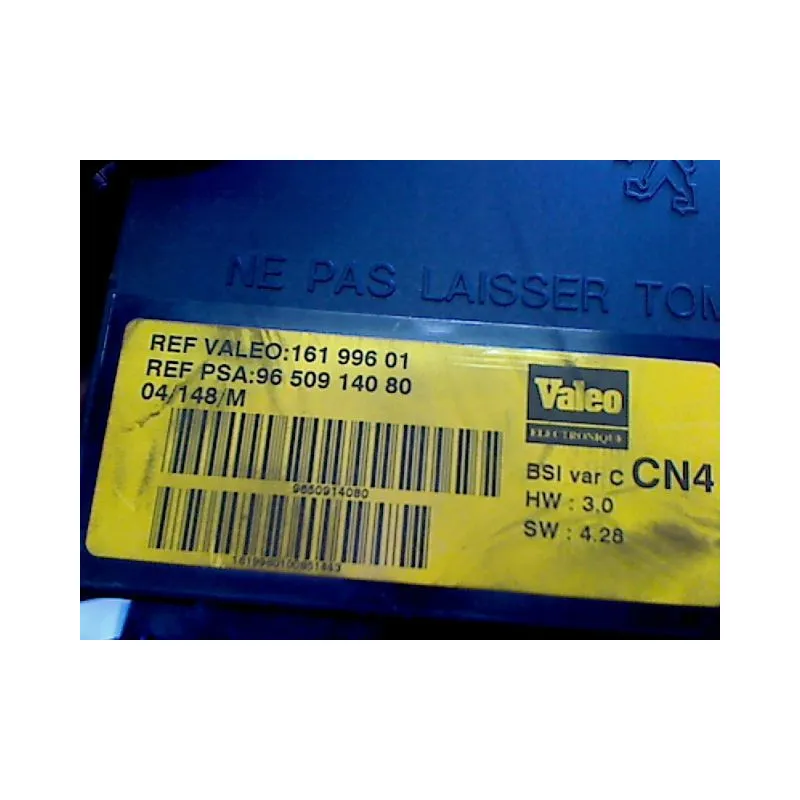 NE PAS LAISSER TOM
REF VALEO:161 996 01
REF PSA:96 509 140 80
04/148/M
9650914080
Valeo
ELECTRONIQUE
BSI var C CN4
HW : 3.0
SW : 4.28